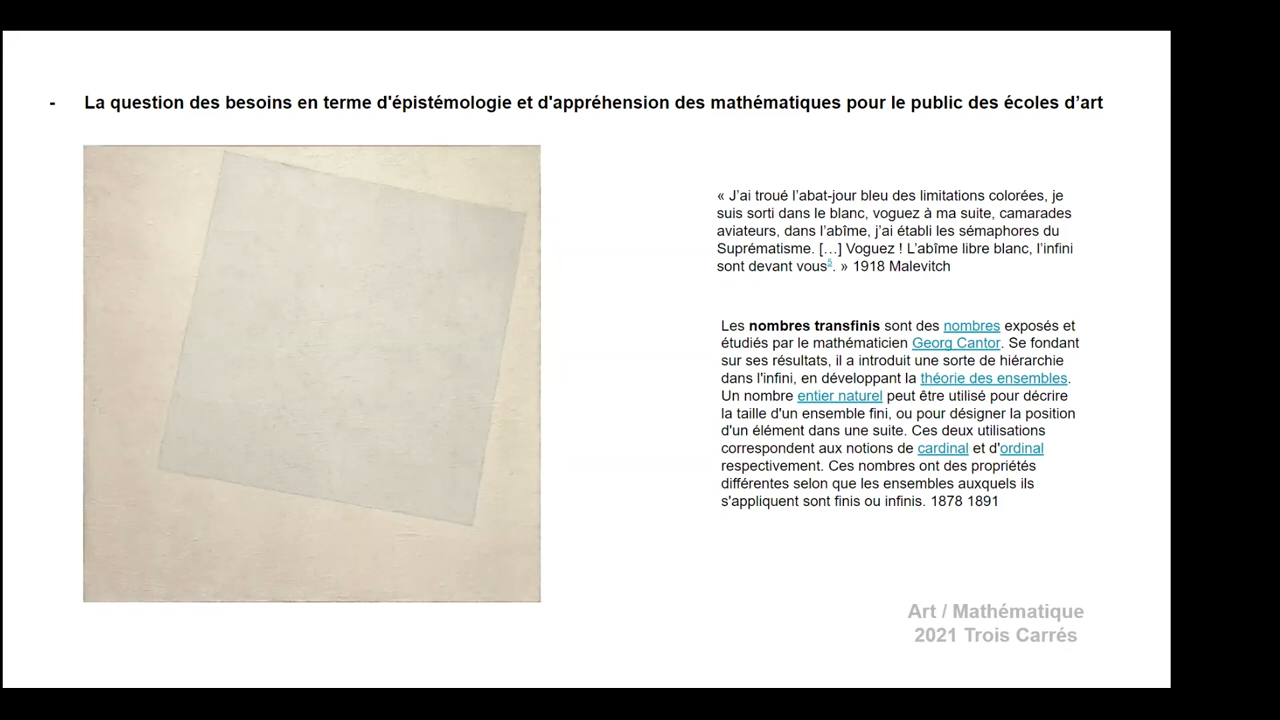 - La question des besoins en terme d'épistémologie et d'appréhension des mathématiques pour le public des écoles d’art
« J’ai troué l’abat-jour bleu des limitations colorées, je
suis sorti dans le blanc, voguez à ma suite, camarades
aviateurs, dans l’abîme, j’ai établi les sémaphores du
Suprématisme. […] Voguez ! L’abîme libre blanc, l’infini
sont devant vous5. » 1918 Malevitch
Les nombres transfinis sont des nombres exposés et
étudiés par le mathématicien Georg Cantor. Se fondant
sur ses résultats, il a introduit une sorte de hiérarchie
dans l'infini, en développant la théorie des ensembles.
Un nombre entier naturel peut être utilisé pour décrire
la taille d'un ensemble fini, ou pour désigner la position
d'un élément dans une suite. Ces deux utilisations
correspondent aux notions de cardinal et d'ordinal
respectivement. Ces nombres ont des propriétés
différentes selon que les ensembles auxquels ils
s'appliquent sont finis ou infinis. 1878 1891
Art / Mathématique
2021 Trois Carrés